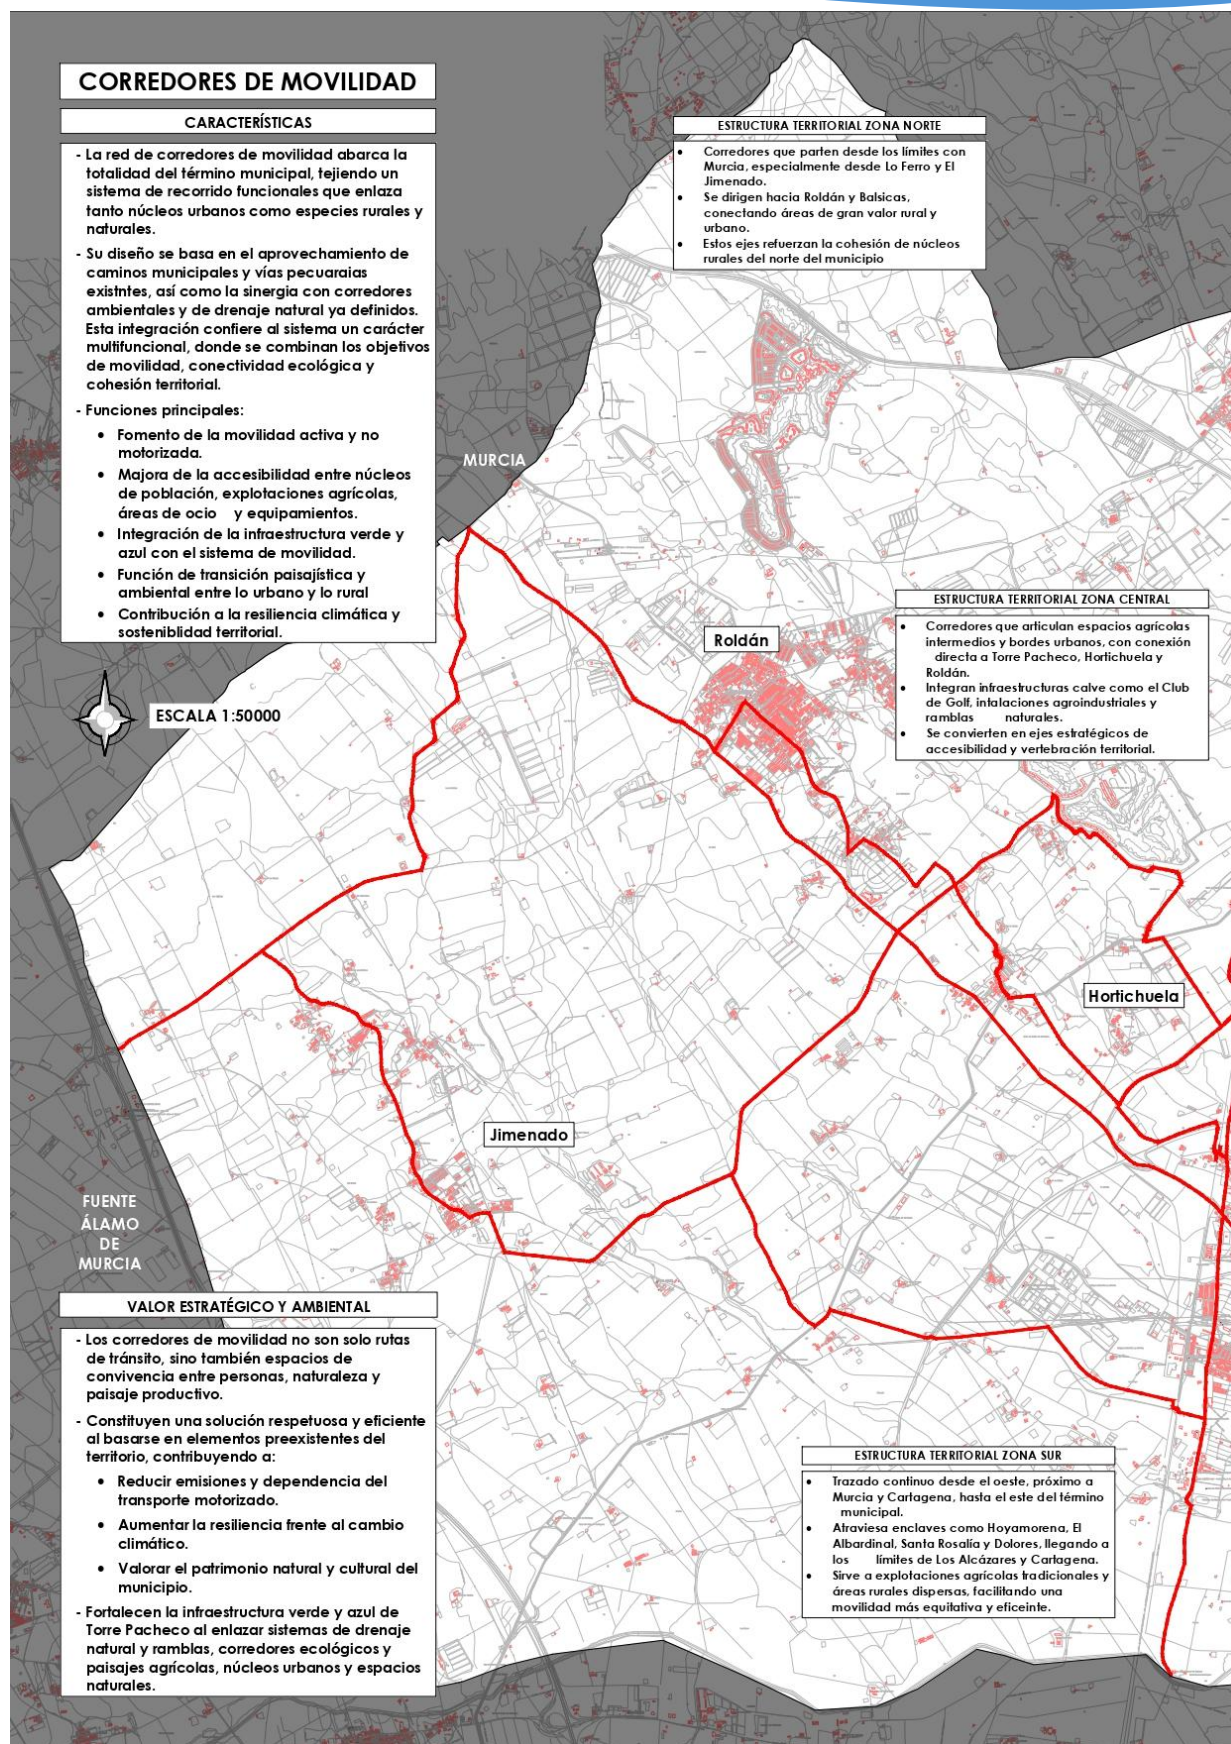 CORREDORES DE MOVILIDAD
CARACTERÍSTICAS
- La red de corredores de movilidad abarca la
totalidad del término municipal, tejiendo un
sistema de recorrido funcionales que enlaza
tanto núcleos urbanos como especies rurales y
naturales.
- Su diseño se basa en el aprovechamiento de
caminos municipales y vías pecuaraias
existntes, así como la sinergia con corredores
ambientales y de drenaje natural ya definidos.
Esta integración confiere al sistema un carácter
multifuncional, donde se combinan los objetivos
de movilidad, conectividad ecológica y
cohesión territorial.
- Funciones principales:
• Fomento de la movilidad activa y no
motorizada.
• Majora de la accesibilidad entre núcleos
de población, explotaciones agrícolas,
áreas de ocio y equipamientos.
• Integración de la infraestructura verde y
azul con el sistema de movilidad.
• Función de transición paisajística y
ambiental entre lo urbano y lo rural
• Contribución a la resiliencia climática y
sosteniblidad territorial.
ESTRUCTURA TERRITORIAL ZONA NORTE
• Corredores que parten desde los límites con
Murcia, especialmente desde Lo Ferro y El
Jimenado.
• Se dirigen hacia Roldán y Balsicas,
conectando áreas de gran valor rural y
urbano.
• Estos ejes refuerzan la cohesión de núcleos
rurales del norte del municipio
MURCIA
ESTRUCTURA TERRITORIAL ZONA CENTRAL
• Corredores que articulan espacios agrícolas
intermedios y bordes urbanos, con conexión
directa a Torre Pacheco, Hortichuela y
Roldán.
• Integran infraestructuras calve como el Club
de Golf, intalaciones agroindustriales y
ramblas naturales.
• Se convierten en ejes estratégicos de
accesibilidad y vertebración territorial.
Roldán
ESCALA 1:50000
Hortichuela
Jimenado
FUENTE
ÁLAMO
DE
MURCIA
VALOR ESTRATÉGICO Y AMBIENTAL
- Los corredores de movilidad no son solo rutas
de tránsito, sino también espacios de
convivencia entre personas, naturaleza y
paisaje productivo.
- Constituyen una solución respetuosa y eficiente
al basarse en elementos preexistentes del
territorio, contribuyendo a:
• Reducir emisiones y dependencia del
transporte motorizado.
• Aumentar la resiliencia frente al cambio
climático.
• Valorar el patrimonio natural y cultural del
municipio.
- Fortalecen la infraestructura verde y azul de
Torre Pacheco al enlazar sistemas de drenaje
natural y ramblas, corredores ecológicos y
paisajes agrícolas, núcleos urbanos y espacios
naturales.
ESTRUCTURA TERRITORIAL ZONA SUR
• Trazado continuo desde el oeste, próximo a
Murcia y Cartagena, hasta el este del término
municipal.
• Atraviesa enclaves como Hoyamorena, El
Albardinal, Santa Rosalía y Dolores, llegando a
los límites de Los Alcázares y Cartagena.
• Sirve a explotaciones agrícolas tradicionales y
áreas rurales dispersas, facilitando una
movilidad más equitativa y eficeinte.